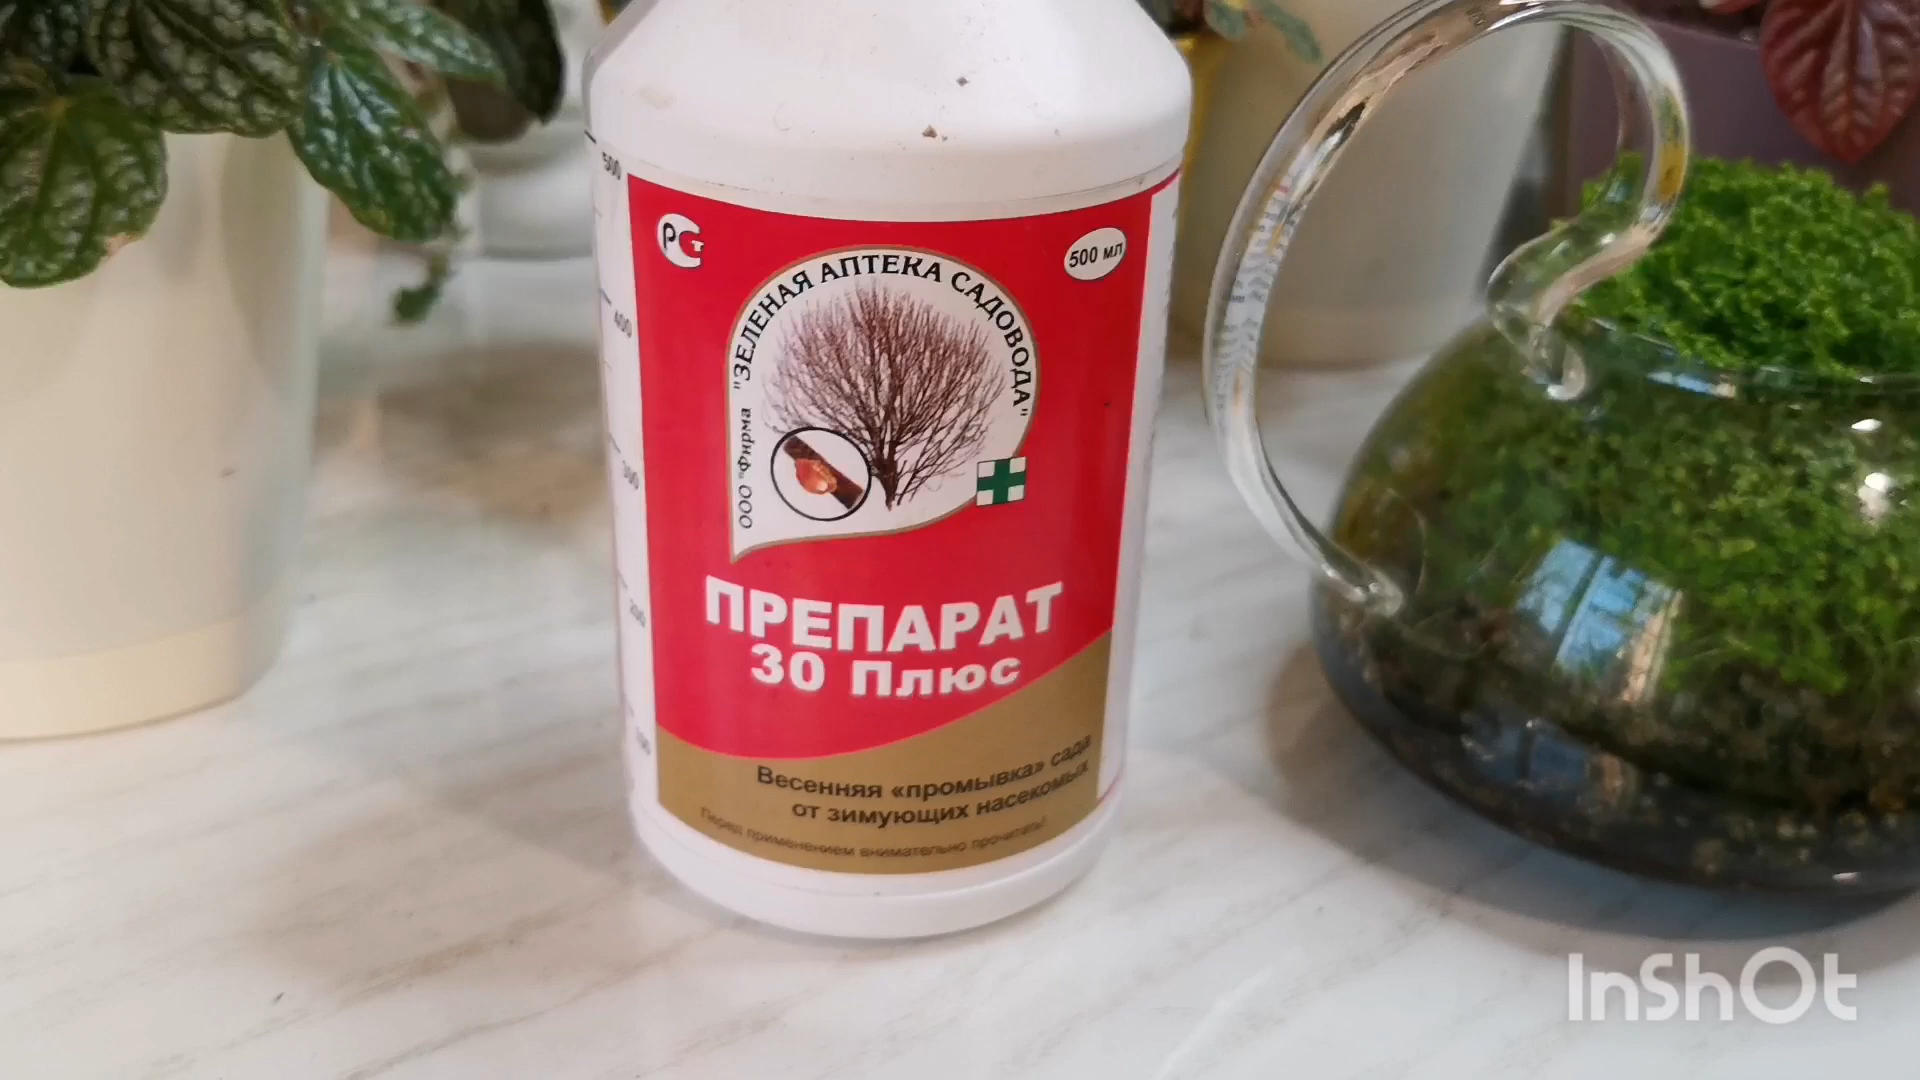 РСТ
500 мл
ООО "Фирма "ЗЕЛЕНАЯ АПТЕКА САДОВОДА"
500
400
300
200
100
ПРЕПАРАТ
30 Плюс
Весенняя «промывка» сада
от зимующих насекомых
Перед применением внимательно прочитать!
InShOt